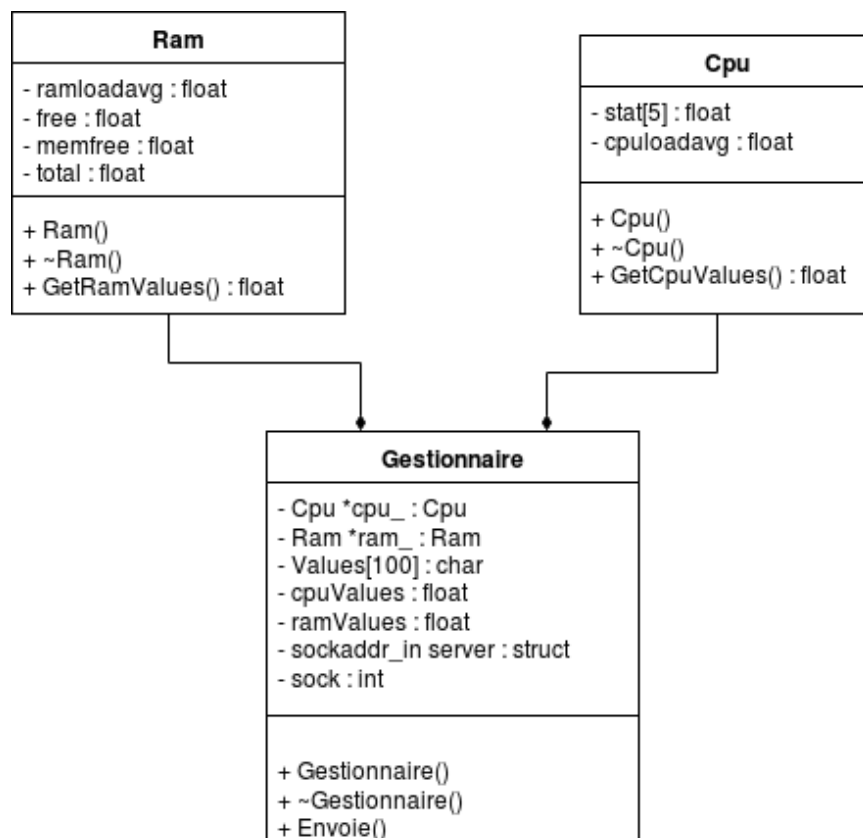 Ram
- ramloadavg : float
- free : float
- memfree : float
- total : float
+ Ram()
+ ~Ram()
+ GetRamValues() : float
Cpu
- stat[5] : float
- cpuloadavg : float
+ Cpu()
+ ~Cpu()
+ GetCpuValues() : float
Gestionnaire
- Cpu *cpu_ : Cpu
- Ram *ram_ : Ram
- Values[100] : char
- cpuValues : float
- ramValues : float
- sockaddr_in server : struct
- sock : int
+ Gestionnaire()
+ ~Gestionnaire()
+ Envoie()